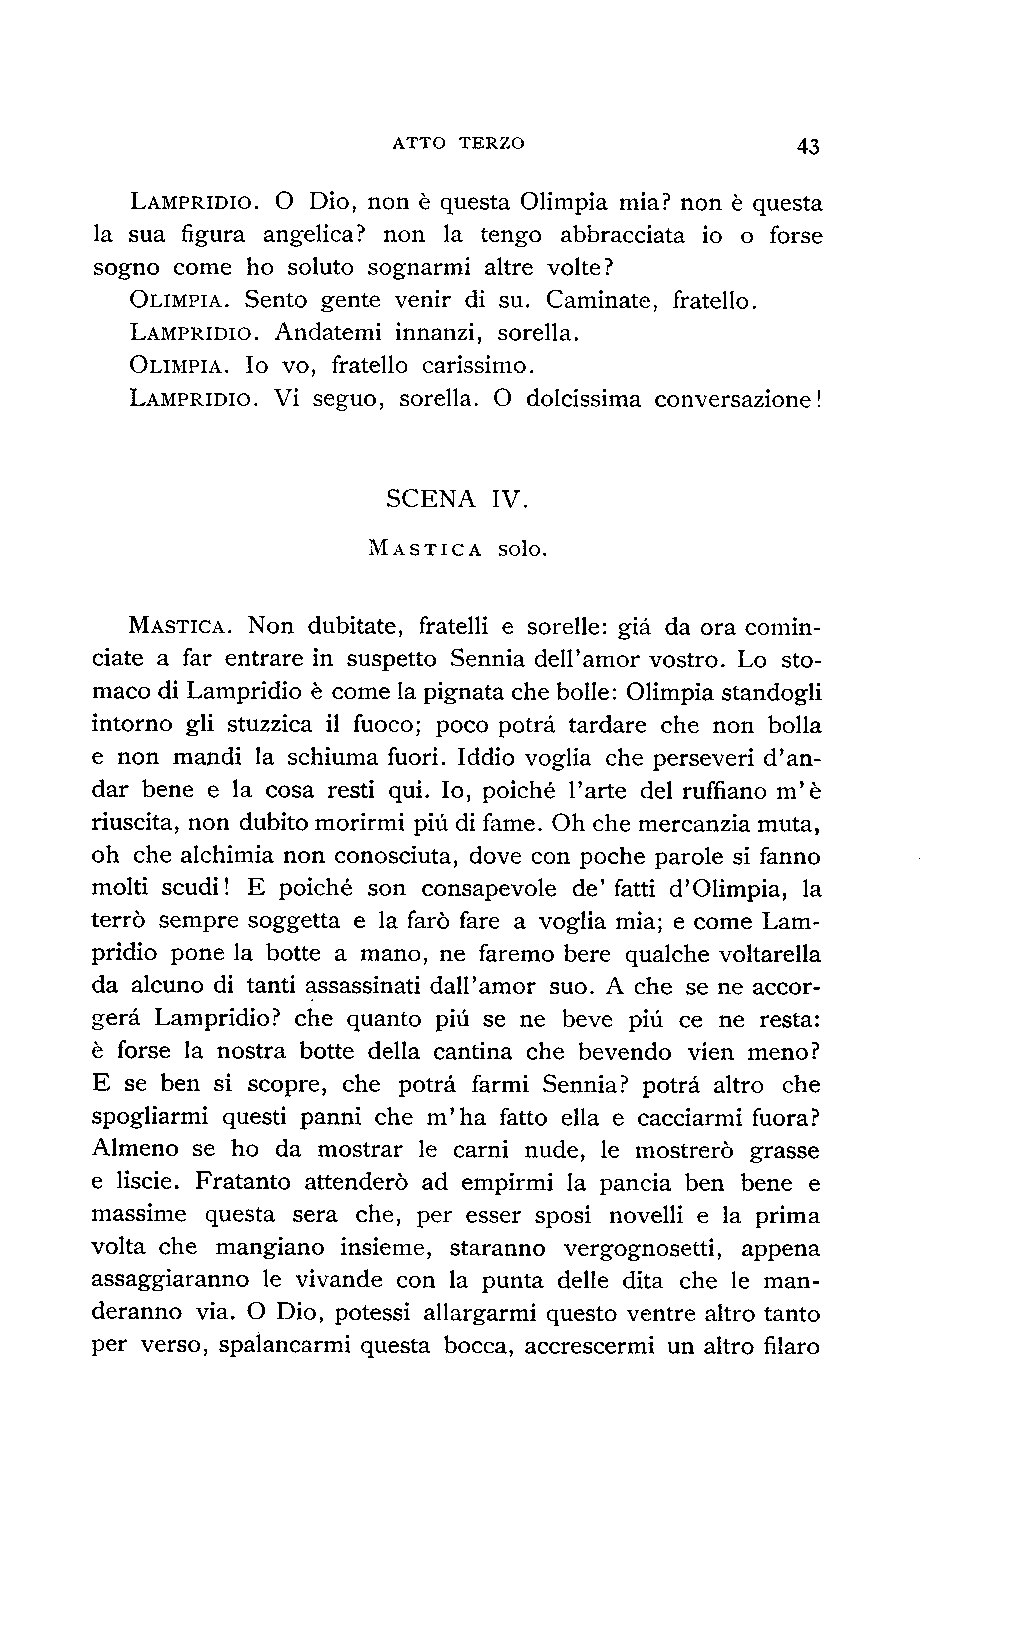 ATTO TERZO 43
LAMPRIDIO. O Dio, non è questa Olimpia mia? non è questa
la sua figura angelica? non la tengo abbracciata io o forse
sogno come ho soluto sognarmi altre volte?
OLIMPIA. Sento gente venir di su. Caminate, fratello.
LAMPRIDIO. Andatemi innanzi, sorella.
OLIMPIA. Io vo, fratello carissimo.
LAMPRIDIO. Vi seguo, sorella. O dolcissima conversazione!
SCENA IV.
MASTICA solo.
MASTICA. Non dubitate, fratelli e sorelle: giá da ora comin-
ciate a far entrare in suspetto Sennia dell'amor vostro. Lo sto-
maco di Lampridio è come la pignata che bolle: Olimpia standogli
intorno gli stuzzica il fuoco; poco potrá tardare che non bolla
e non mandi la schiuma fuori. Iddio voglia che perseveri d'an-
dar bene e la cosa resti qui. Io, poiché l'arte del ruffiano m'è
riuscita, non dubito morirmi piú di fame. Oh che mercanzia muta,
oh che alchimia non conosciuta, dove con poche parole si fanno
molti scudi! E poiché son consapevole de' fatti d'Olimpia, la
terrò sempre soggetta e la farò fare a voglia mia; e come Lam-
pridio pone la botte a mano, ne faremo bere qualche voltarella
da alcuno di tanti assassinati dall'amor suo. A che se ne accor-
gerá Lampridio? che quanto piú se ne beve piú ce ne resta:
è forse la nostra botte della cantina che bevendo vien meno?
E se ben si scopre, che potrá farmi Sennia? potrá altro che
spogliarmi questi panni che m'ha fatto ella e cacciarmi fuora?
Almeno se ho da mostrar le carni nude, le mostrerò grasse
e liscie. Fratanto attenderò ad empirmi la pancia ben bene e
massime questa sera che, per esser sposi novelli e la prima
volta che mangiano insieme, staranno vergognosetti, appena
assaggiaranno le vivande con la punta delle dita che le man-
deranno via. O Dio, potessi allargarmi questo ventre altro tanto
per verso, spalancarmi questa bocca, accrescermi un altro filaro